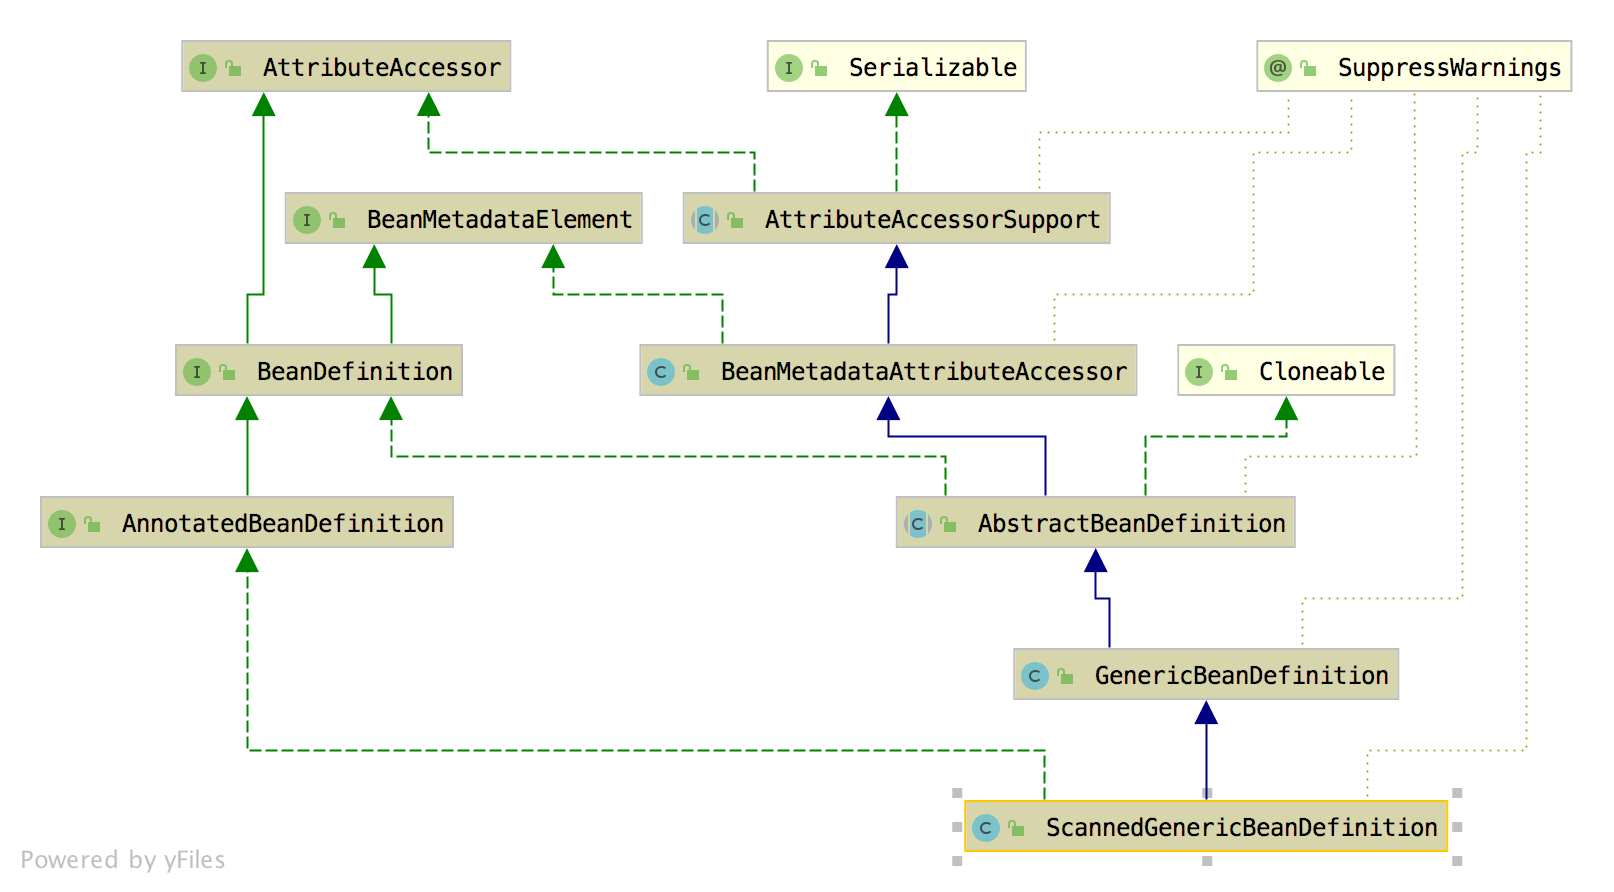 I AttributeAccessor
I Serializable
@ SuppressWarnings
I BeanMetadataElement
C AttributeAccessorSupport
I BeanDefinition
C BeanMetadataAttributeAccessor
I Cloneable
I AnnotatedBeanDefinition
C AbstractBeanDefinition
C GenericBeanDefinition
C ScannedGenericBeanDefinition
Powered by yFiles